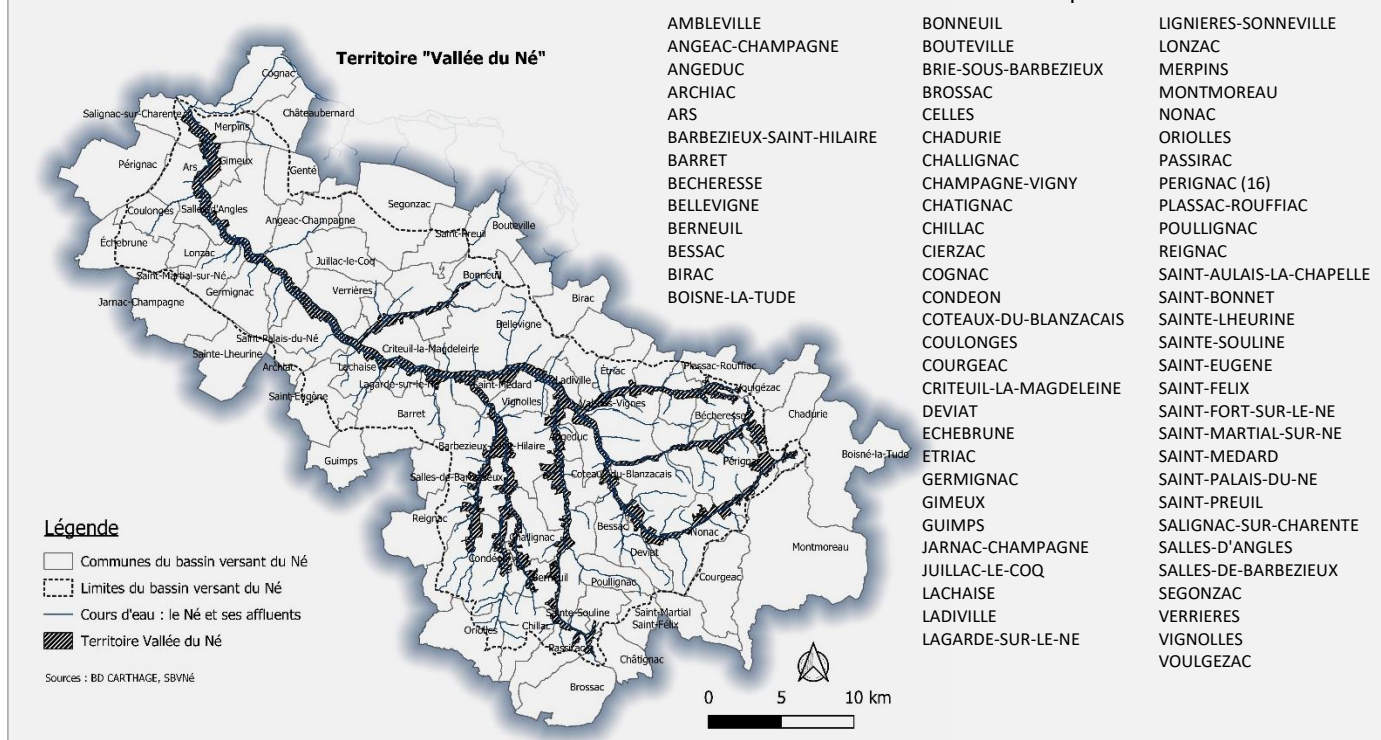 Territoire "Vallée du Né"
Cognac
Châteaubernard
Salignac-sur-Charente
Merpins
Gimeux
Pérignac
Ars
Genté
Segonzac
Coulonges
Salles-d'Angles
Angeac-Champagne
Saint-Preuil
Bouteville
Échebrune
Lonzac
Juillac-le-Coq
Saint-Martial-sur-Né
Germignac
Verrières
Bonneuil
Jarnac-Champagne
Birac
Bellevigne
Saint-Palais-du-Né
Sainte-Lheurine
Archiac
Lachaise
Criteuil-la-Magdeleine
Lagarde-sur-le-Né
Saint-Médard
Ladiville
Étriac
Plassac-Rouffiac
Voulgézac
Saint-Eugène
Barret
Vignolles
Val-des-Vignes
Bécheresse
Chadurie
Angeduc
Barbezieux-Saint-Hilaire
Guimps
Salles-de-Barbezieux
Coteaux-du-Blanzacais
Pérignac
Boisné-la-Tude
Reignac
Challignac
Bessac
Nonac
Condéon
Deviat
Montmoreau
Berneuil
Poullignac
Courgeac
Sainte-Souline
Saint-Martial
Saint-Félix
Oriolles
Chillac
Passirac
Châtignac
Brossac
Légende
Communes du bassin versant du Né
Limites du bassin versant du Né
Cours d'eau : le Né et ses affluents
Territoire Vallée du Né
Sources : BD CARTHAGE, SBVNé
0 5 10 km
AMBLEVILLE
ANGEAC-CHAMPAGNE
ANGEDUC
ARCHIAC
ARS
BARBEZIEUX-SAINT-HILAIRE
BARRET
BECHERESSE
BELLEVIGNE
BERNEUIL
BESSAC
BIRAC
BOISNE-LA-TUDE
BONNEUIL
BOUTEVILLE
BRIE-SOUS-BARBEZIEUX
BROSSAC
CELLES
CHADURIE
CHALLIGNAC
CHAMPAGNE-VIGNY
CHATIGNAC
CHILLAC
CIERZAC
COGNAC
CONDEON
COTEAUX-DU-BLANZACAIS
COULONGES
COURGEAC
CRITEUIL-LA-MAGDELEINE
DEVIAT
ECHEBRUNE
ETRIAC
GERMIGNAC
GIMEUX
GUIMPS
JARNAC-CHAMPAGNE
JUILLAC-LE-COQ
LACHAISE
LADIVILLE
LAGARDE-SUR-LE-NE
LIGNIERES-SONNEVILLE
LONZAC
MERPINS
MONTMOREAU
NONAC
ORIOLLES
PASSIRAC
PERIGNAC (16)
PLASSAC-ROUFFIAC
POULLIGNAC
REIGNAC
SAINT-AULAIS-LA-CHAPELLE
SAINT-BONNET
SAINTE-LHEURINE
SAINTE-SOULINE
SAINT-EUGENE
SAINT-FELIX
SAINT-FORT-SUR-LE-NE
SAINT-MARTIAL-SUR-NE
SAINT-MEDARD
SAINT-PALAIS-DU-NE
SAINT-PREUIL
SALIGNAC-SUR-CHARENTE
SALLES-D'ANGLES
SALLES-DE-BARBEZIEUX
SEGONZAC
VERRIERES
VIGNOLLES
VOULGEZAC